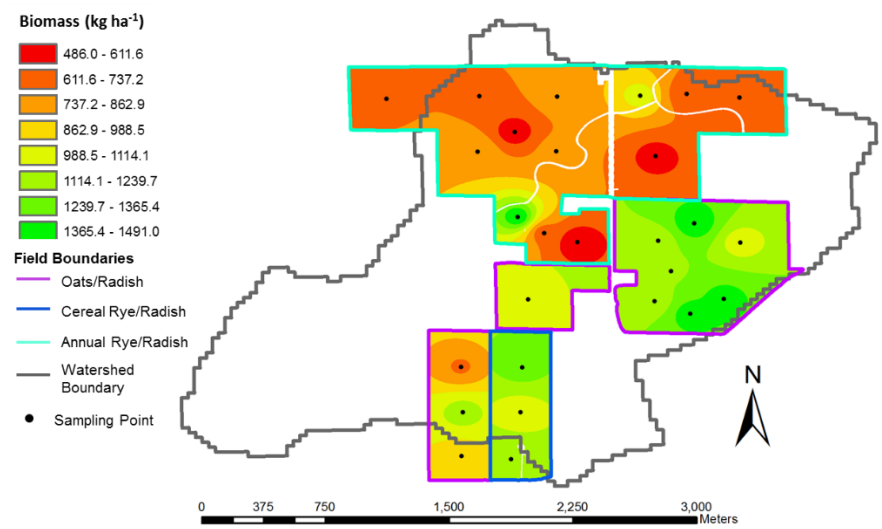 Biomass (kg ha-1)
486.0 - 611.6
611.6 - 737.2
737.2 - 862.9
862.9 - 988.5
988.5 - 1114.1
1114.1 - 1239.7
1239.7 - 1365.4
1365.4 - 1491.0
Field Boundaries
Oats/Radish
Cereal Rye/Radish
Annual Rye/Radish
Watershed
Boundary
Sampling Point
N
0 375 750 1,500 2,250 3,000
Meters